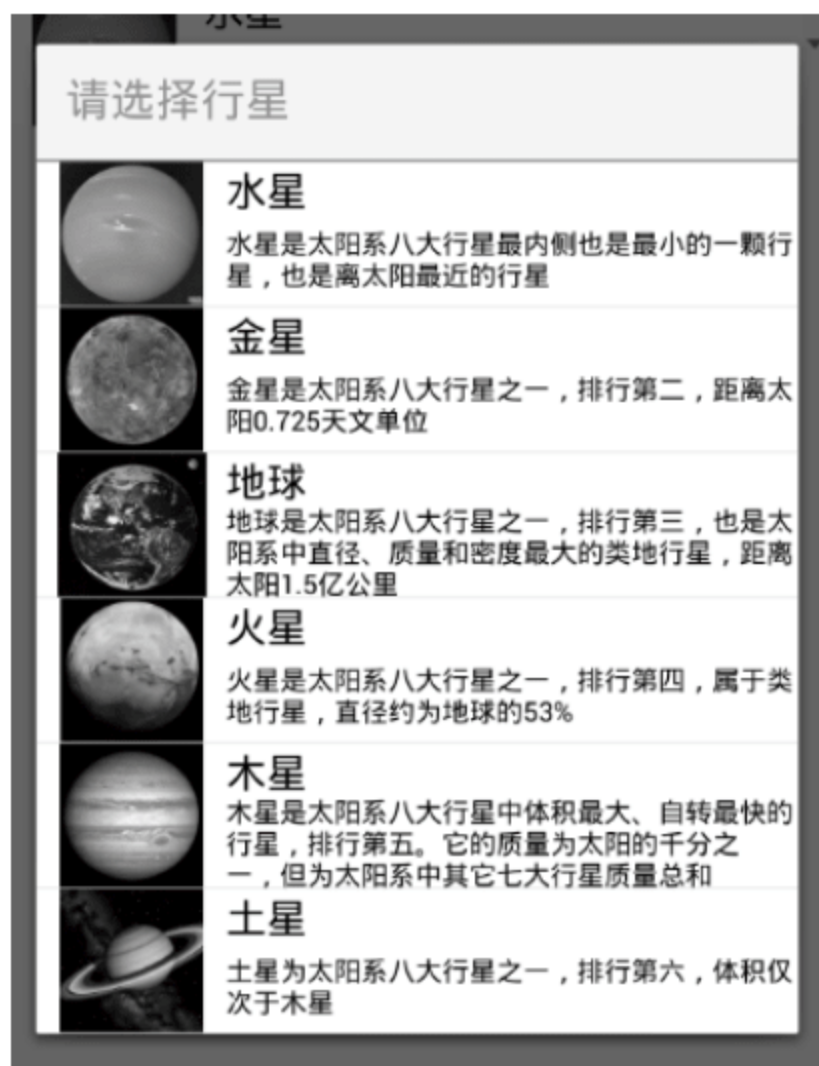 水星
请选择行星
水星
水星是太阳系八大行星最内侧也是最小的一颗行
星，也是离太阳最近的行星
金星
金星是太阳系八大行星之一，排行第二，距离太
阳0.725天文单位
地球
地球是太阳系八大行星之一，排行第三，也是太
阳系中直径、质量和密度最大的类地行星，距离
太阳1.5亿公里
火星
火星是太阳系八大行星之一，排行第四，属于类
地行星，直径约为地球的53%
木星
木星是太阳系八大行星中体积最大、自转最快的
行星，排行第五。它的质量为太阳的千分之
一，但为太阳系中其它七大行星质量总和
土星
土星为太阳系八大行星之一，排行第六，体积仅
次于木星